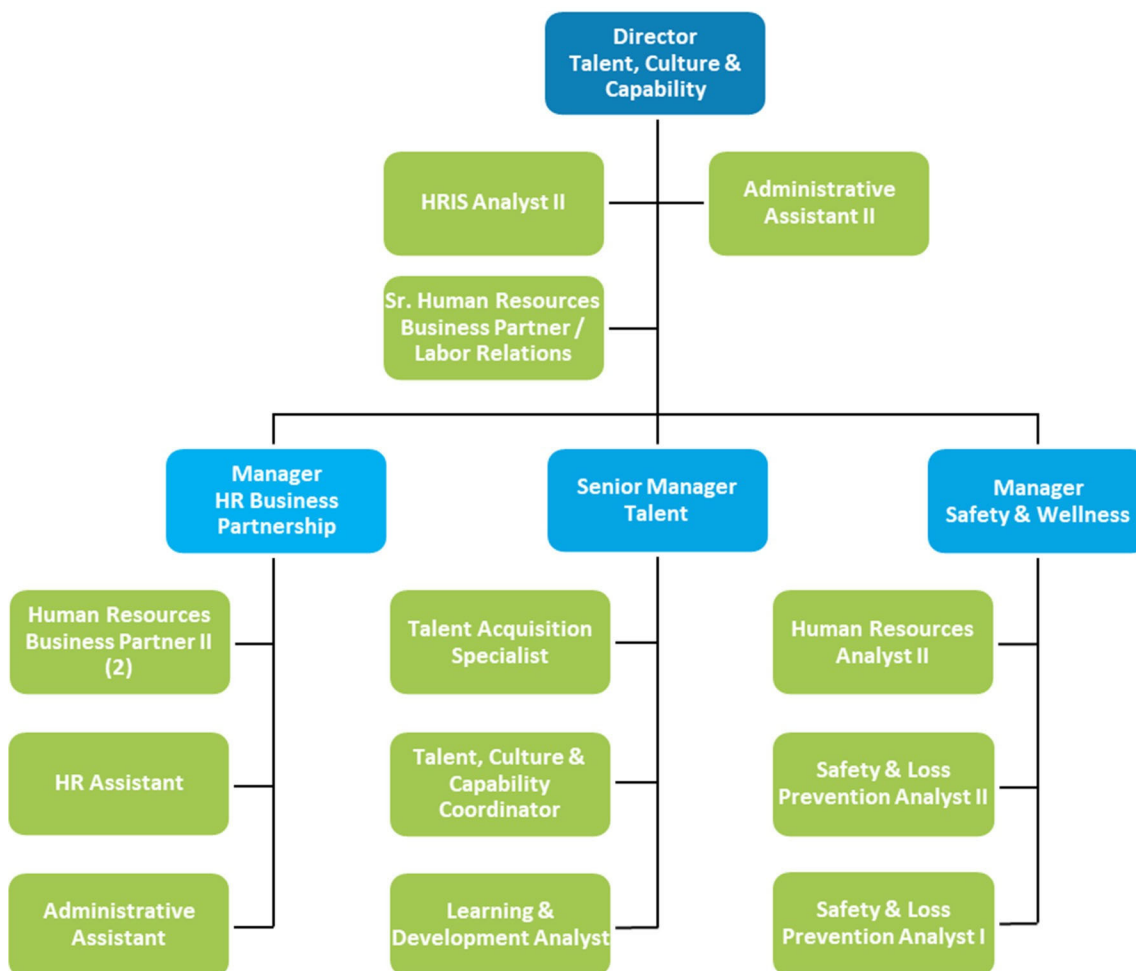 Director
Talent, Culture &
Capability
HRIS Analyst II
Administrative
Assistant II
Sr. Human Resources
Business Partner /
Labor Relations
Manager
HR Business
Partnership
Senior Manager
Talent
Manager
Safety & Wellness
Human Resources
Business Partner II
(2)
Talent Acquisition
Specialist
Human Resources
Analyst II
HR Assistant
Talent, Culture &
Capability
Coordinator
Safety & Loss
Prevention Analyst II
Administrative
Assistant
Learning &
Development Analyst
Safety & Loss
Prevention Analyst I